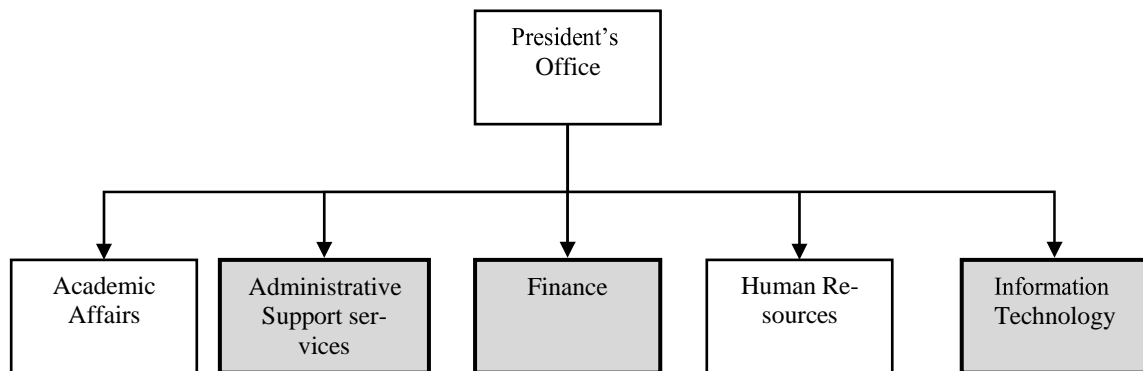 President’s
Office
Academic
Affairs
Administrative
Support ser-
vices
Finance
Human Re-
sources
Information
Technology